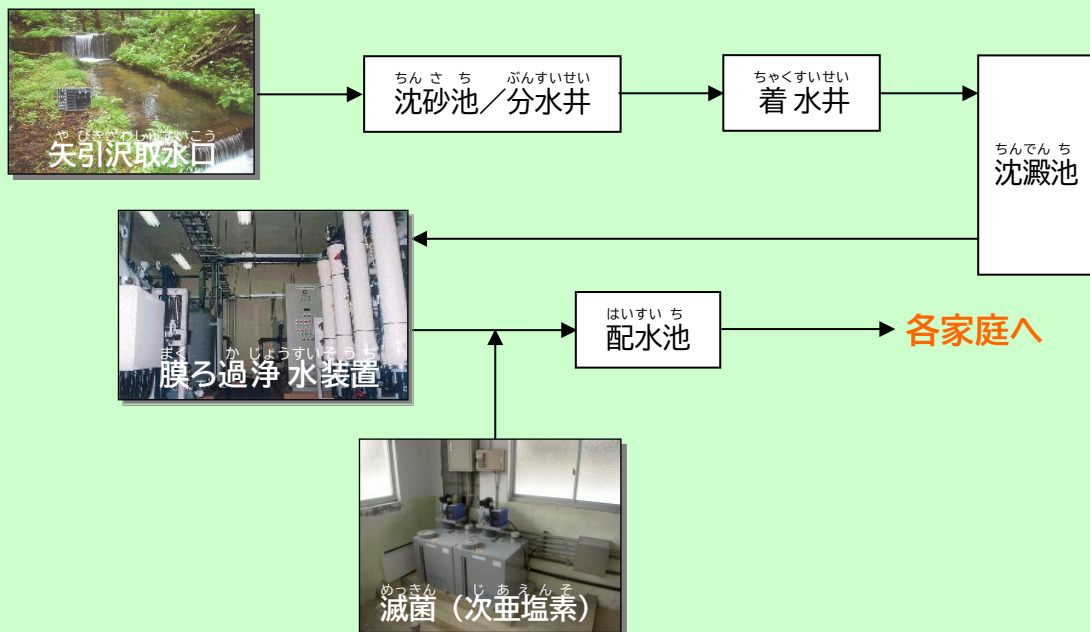 やびきざわしゅすいこう
矢引沢取水口
ちんさち ぶんすいせい
沈砂池／分水井
ちゃくすいせい
着水井
ちんでんち
沈澱池
まく かじょうすいそうち
膜ろ過浄水装置
はいすいち
配水池
各家庭へ
めっきん じあえんそ
滅菌（次亜塩素）